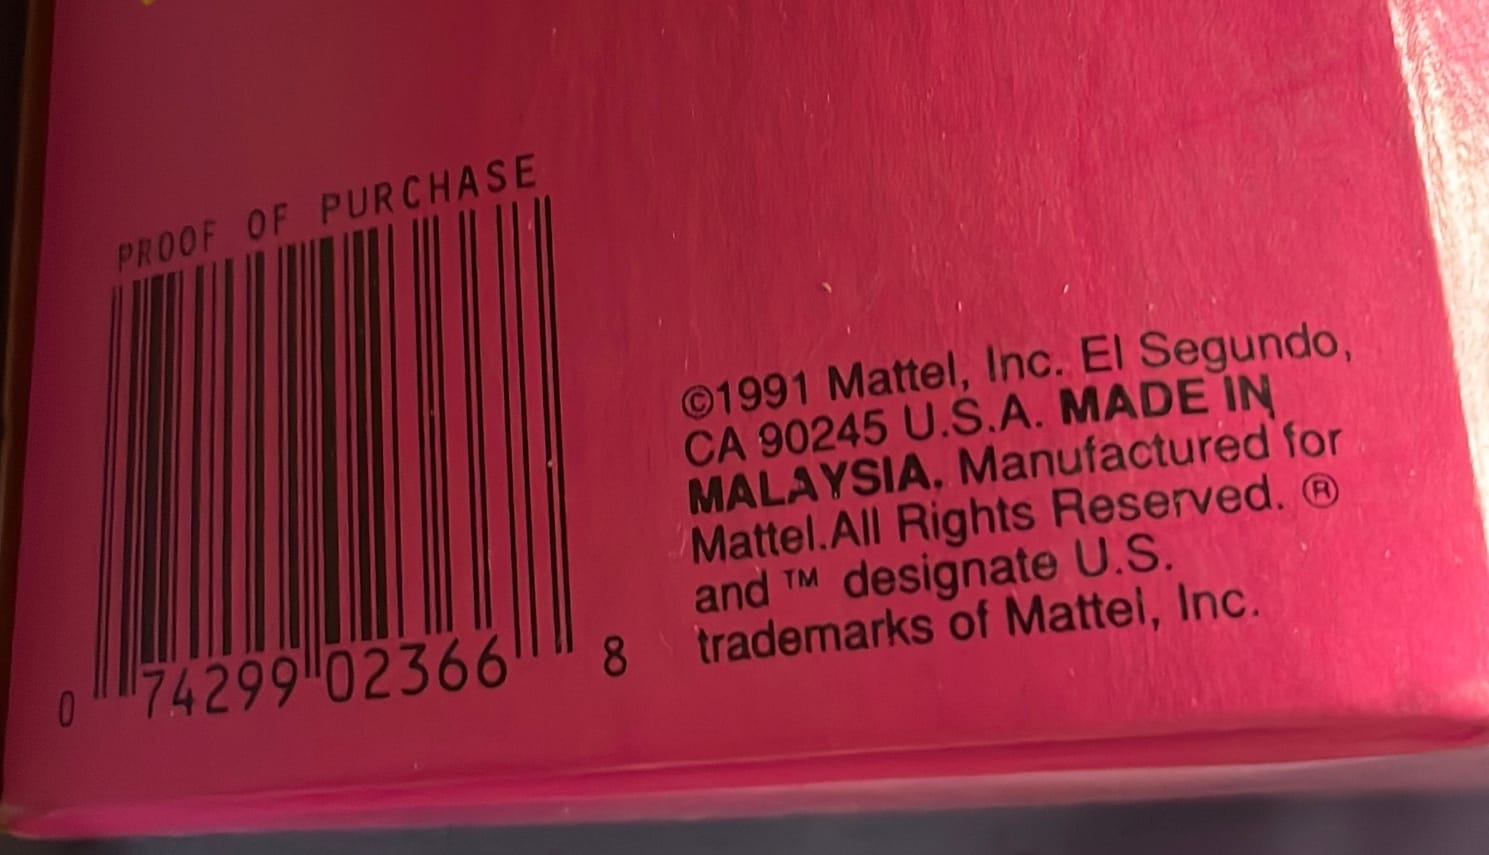 PROOF OF PURCHASE
0 74299 02366 8
©1991 Mattel, Inc. El Segundo,
CA 90245 U.S.A. MADE IN
MALAYSIA. Manufactured for
Mattel.All Rights Reserved. ®
and ™ designate U.S.
trademarks of Mattel, Inc.